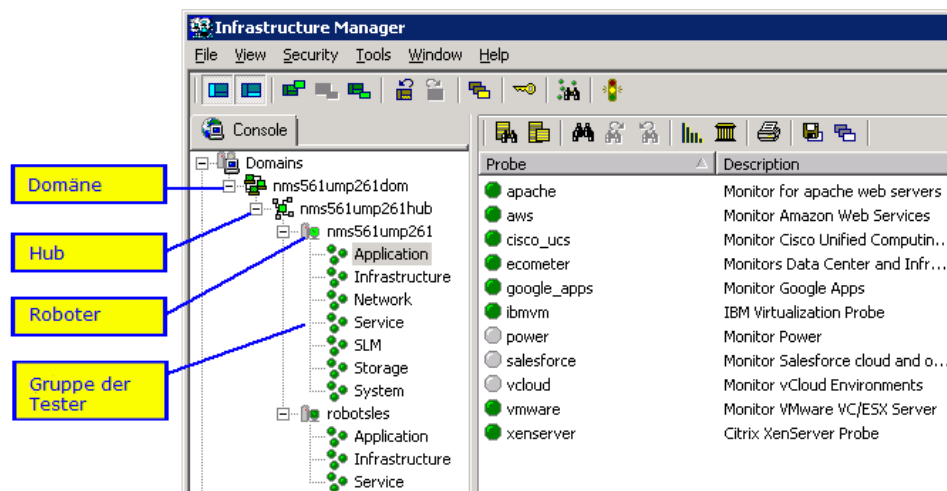 Infrastructure Manager
File View Security Tools Window Help
Console
Domains
nms561ump261dom
nms561ump261hub
nms561ump261
Application
Infrastructure
Network
Service
SLM
Storage
System
robotsles
Application
Infrastructure
Service
Domäne
Hub
Roboter
Gruppe der
Tester
Probe Description
apache Monitor for apache web servers
aws Monitor Amazon Web Services
cisco_ucs Monitor Cisco Unified Computin...
ecometer Monitors Data Center and Infr...
google_apps Monitor Google Apps
ibmvm IBM Virtualization Probe
power Monitor Power
salesforce Monitor Salesforce cloud and o...
vcloud Monitor vCloud Environments
vmware Monitor VMware VC/ESX Server
xenserver Citrix XenServer Probe